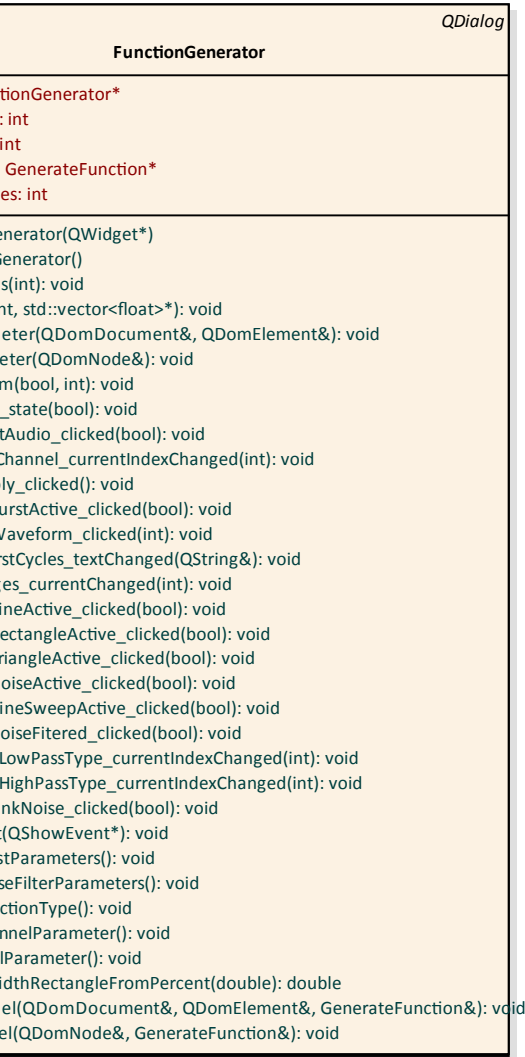 QDialog
FunctionGenerator
tionGenerator*
: int
int
GenerateFunction*
es: int
enerator(QWidget*)
Generator()
s(int): void
nt, std::vector<float>*): void
eter(QDomDocument&, QDomElement&): void
eter(QDomNode&): void
m(bool, int): void
_state(bool): void
tAudio_clicked(bool): void
Channel_currentIndexChanged(int): void
ly_clicked(): void
urstActive_clicked(bool): void
Waveform_clicked(int): void
rstCycles_textChanged(QString&): void
ges_currentChanged(int): void
ineActive_clicked(bool): void
ectangleActive_clicked(bool): void
riangleActive_clicked(bool): void
oiseActive_clicked(bool): void
ineSweepActive_clicked(bool): void
oiseFitered_clicked(bool): void
LowPassType_currentIndexChanged(int): void
HighPassType_currentIndexChanged(int): void
nkNoise_clicked(bool): void
t(QShowEvent*): void
stParameters(): void
seFilterParameters(): void
ctionType(): void
nnelParameter(): void
lParameter(): void
idthRectangleFromPercent(double): double
el(QDomDocument&, QDomElement&, GenerateFunction&): void
el(QDomNode&, GenerateFunction&): void